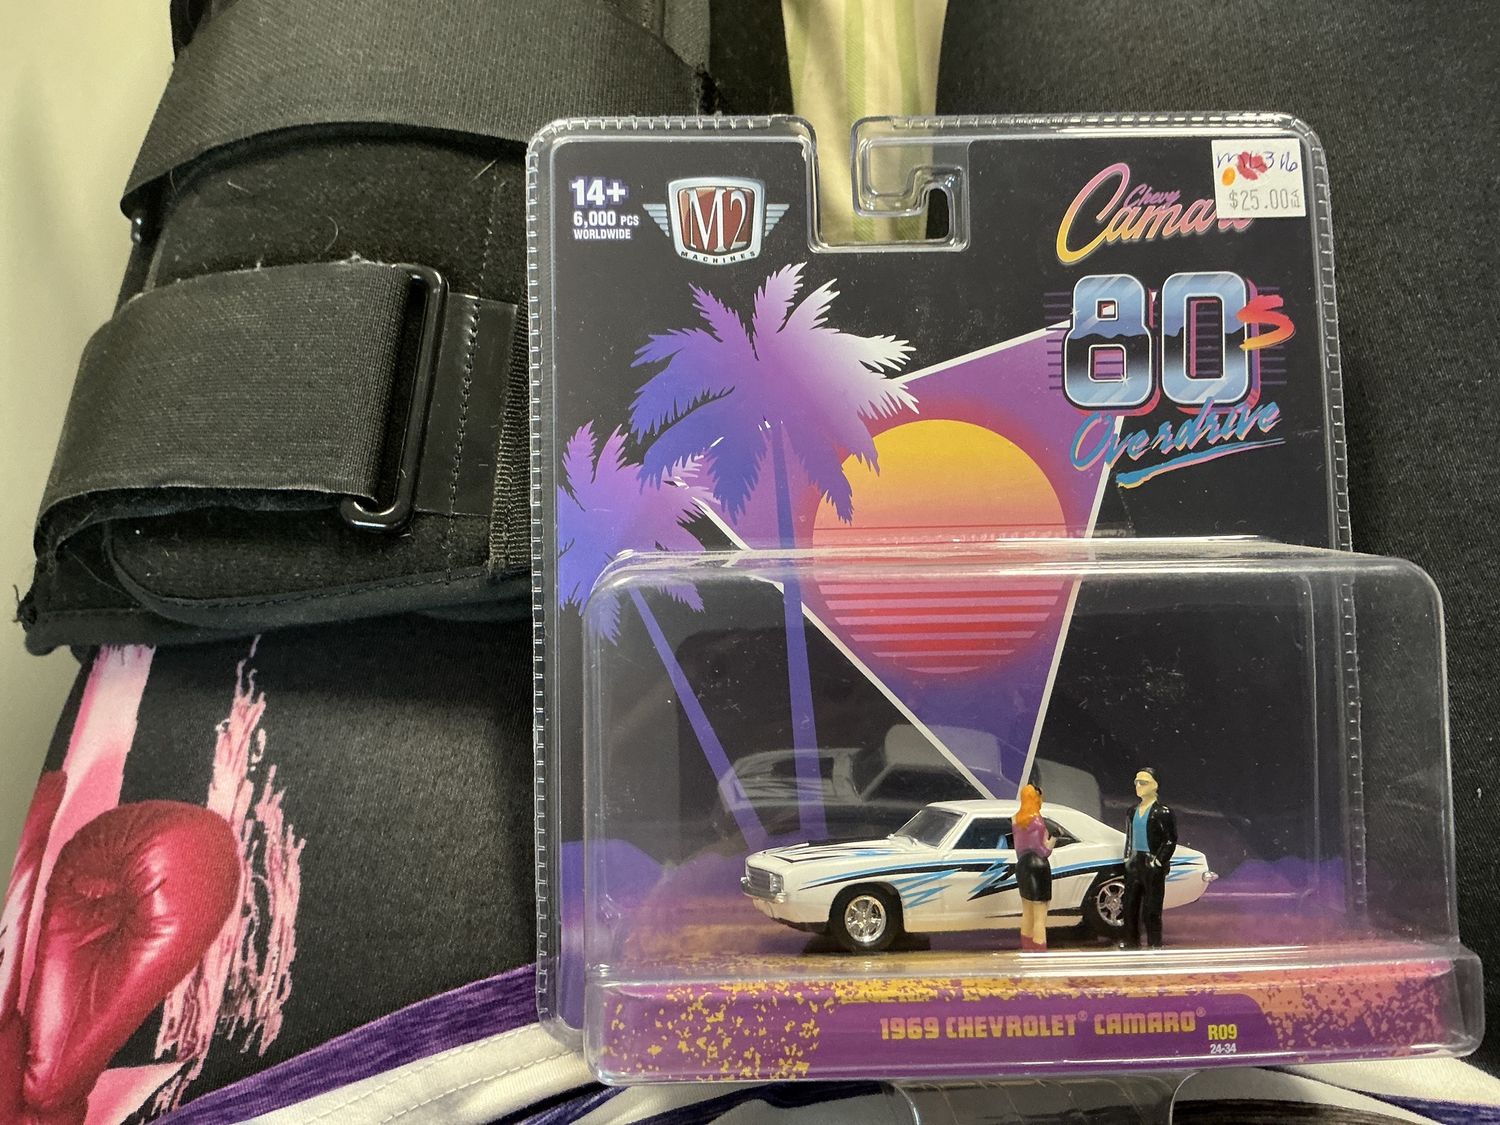 14+
6,000 PCS
WORLDWIDE
M2
MACHINES
Chevy
Camaro
$25.00
80s
Overdrive
1969 CHEVROLET® CAMARO®
R09
24-34